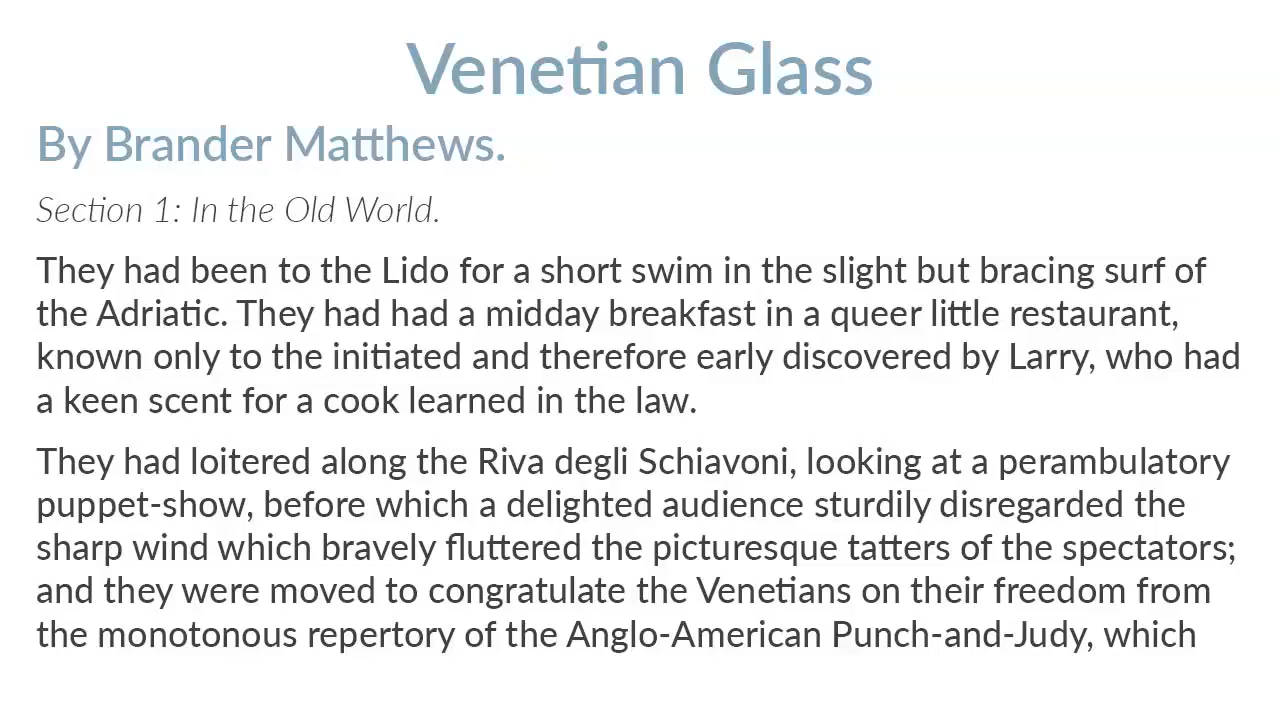 Venetian Glass
By Brander Matthews.
Section 1: In the Old World.
They had been to the Lido for a short swim in the slight but bracing surf of
the Adriatic. They had had a midday breakfast in a queer little restaurant,
known only to the initiated and therefore early discovered by Larry, who had
a keen scent for a cook learned in the law.
They had loitered along the Riva degli Schiavoni, looking at a perambulatory
puppet-show, before which a delighted audience sturdily disregarded the
sharp wind which bravely fluttered the picturesque tatters of the spectators;
and they were moved to congratulate the Venetians on their freedom from
the monotonous repertory of the Anglo-American Punch-and-Judy, which